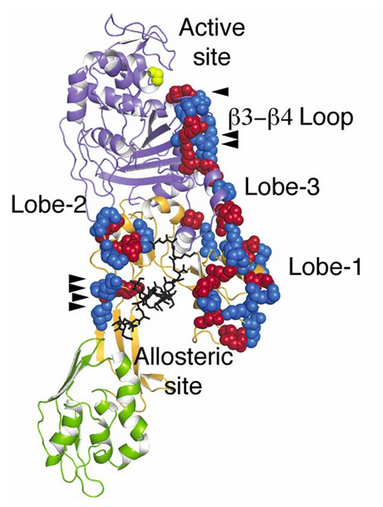 Active
site
β3–β4 Loop
Lobe-3
Lobe-2
Lobe-1
Allosteric
site